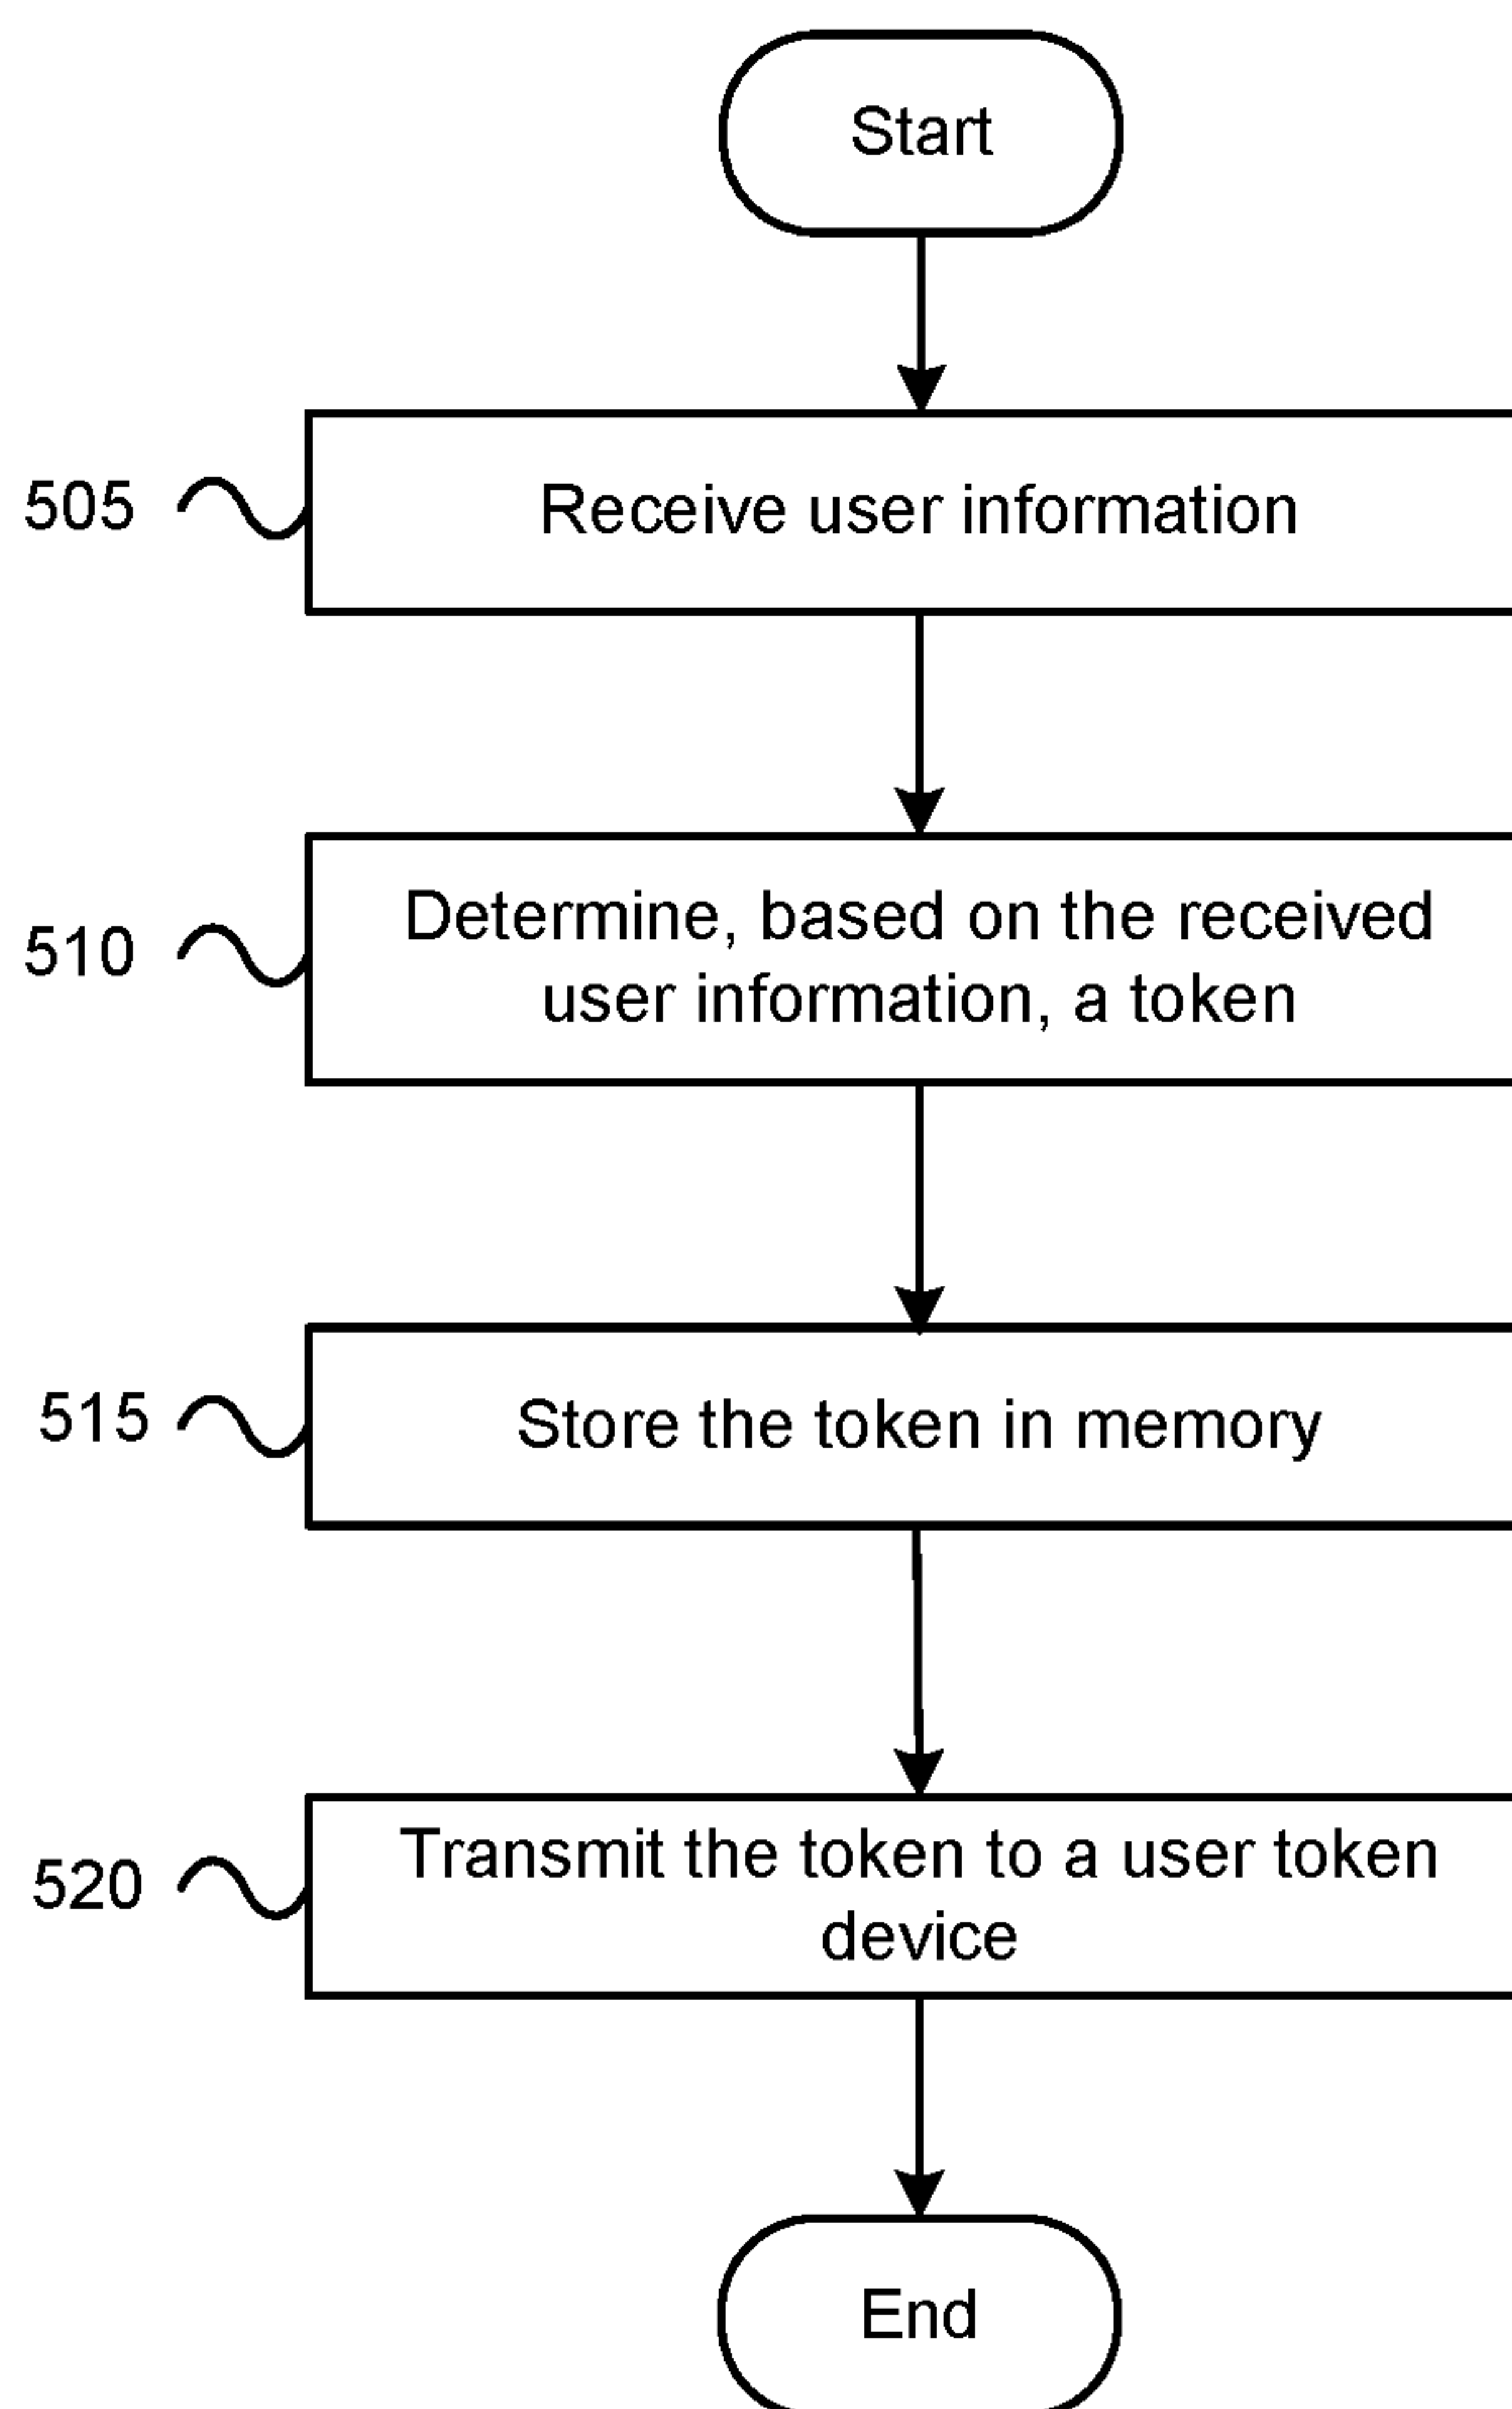 Start
505
Receive user information
510
Determine, based on the received
user information, a token
515
Store the token in memory
520
Transmit the token to a user token
device
End